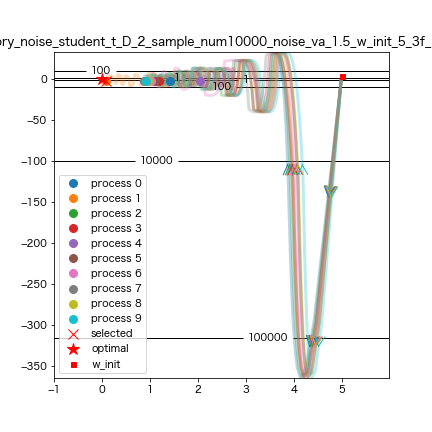 ory_noise_student_t_D_2_sample_num10000_noise_va_1.5_w_init_5_3f_
0
−50
−100
−150
−200
−250
−300
−350
100
1
100
1
10000
100000
process 0
process 1
process 2
process 3
process 4
process 5
process 6
process 7
process 8
process 9
selected
optimal
w_init
−1
0
1
2
3
4
5